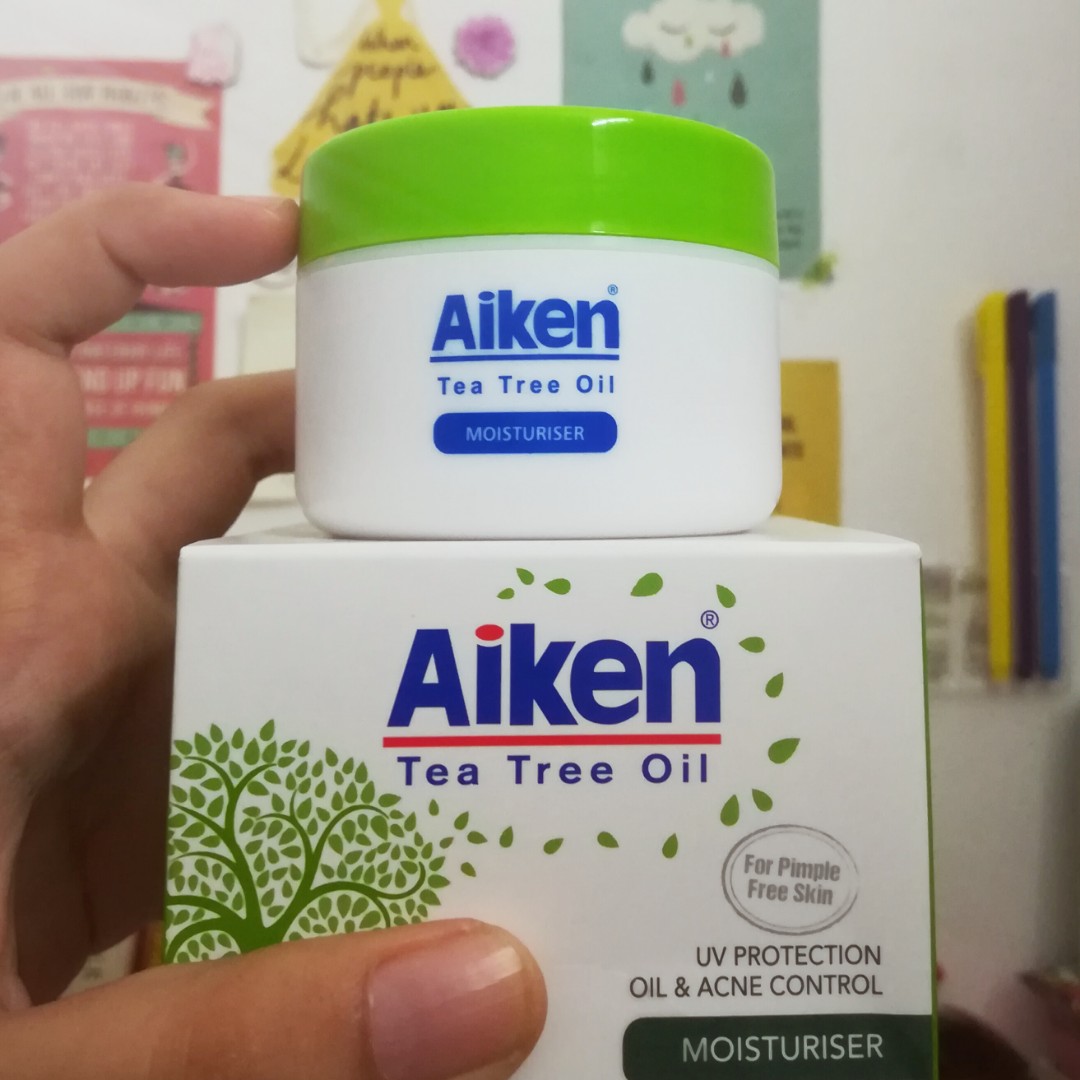 Aiken®
Tea Tree Oil
MOISTURISER
Aiken®
Tea Tree Oil
For Pimple
Free Skin
UV PROTECTION
OIL & ACNE CONTROL
MOISTURISER